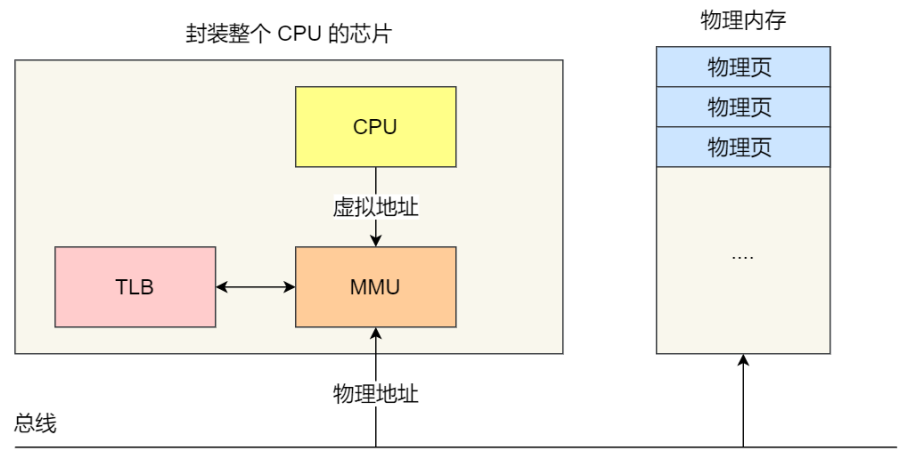 封装整个 CPU 的芯片
物理内存
物理页
物理页
物理页
CPU
虚拟地址
TLB
MMU
....
物理地址
总线